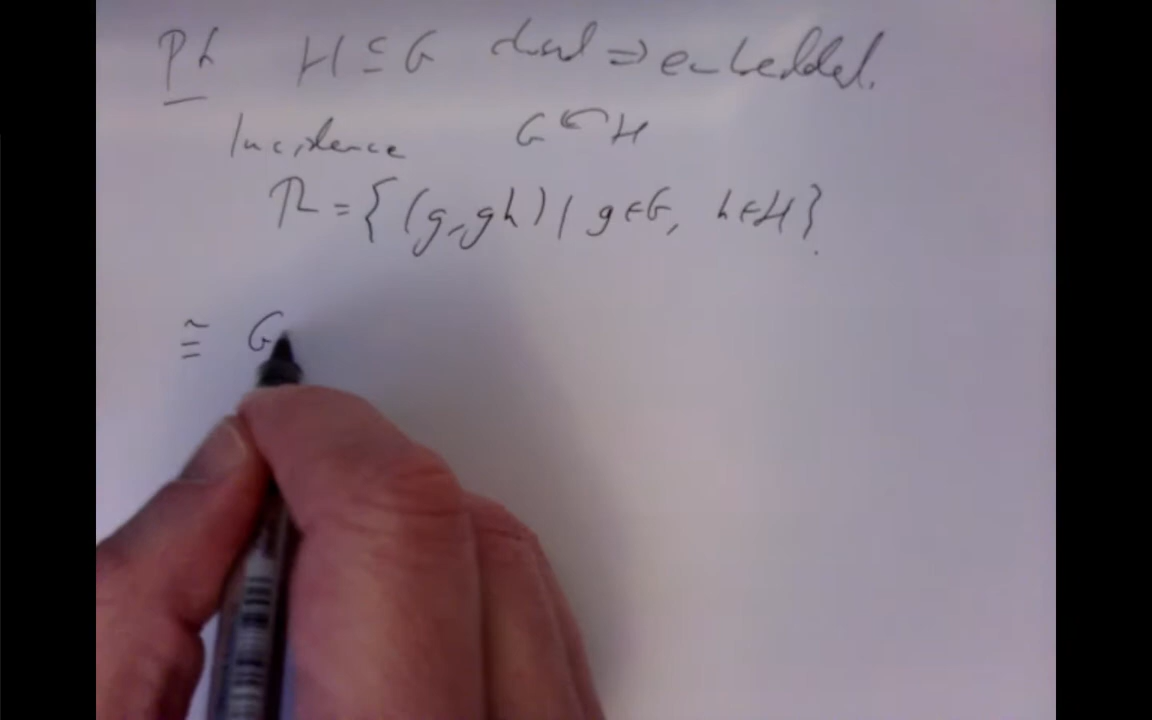 Pf H ⊆ G closed ⇒ embedded.
Incidence G ↩ H
R = { (g, gh) | g ∈ G, h ∈ H }.
≅ G